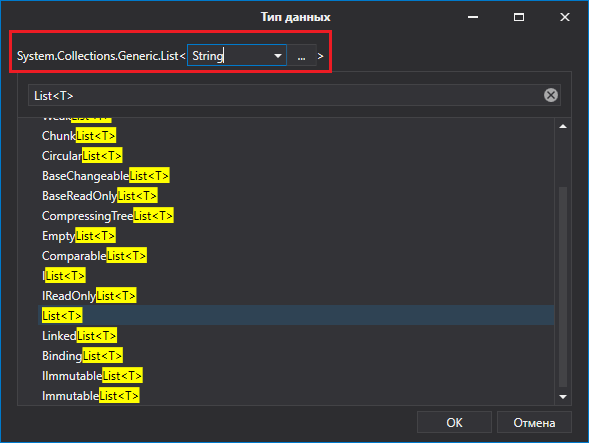 Тип данных
System.Collections.Generic.List< String ... >
List<T>
WeakList<T>
ChunkList<T>
CircularList<T>
BaseChangeableList<T>
BaseReadOnlyList<T>
CompressingTreeList<T>
EmptyList<T>
ComparableList<T>
IList<T>
IReadOnlyList<T>
List<T>
LinkedList<T>
BindingList<T>
IImmutableList<T>
ImmutableList<T>
OK
Отмена